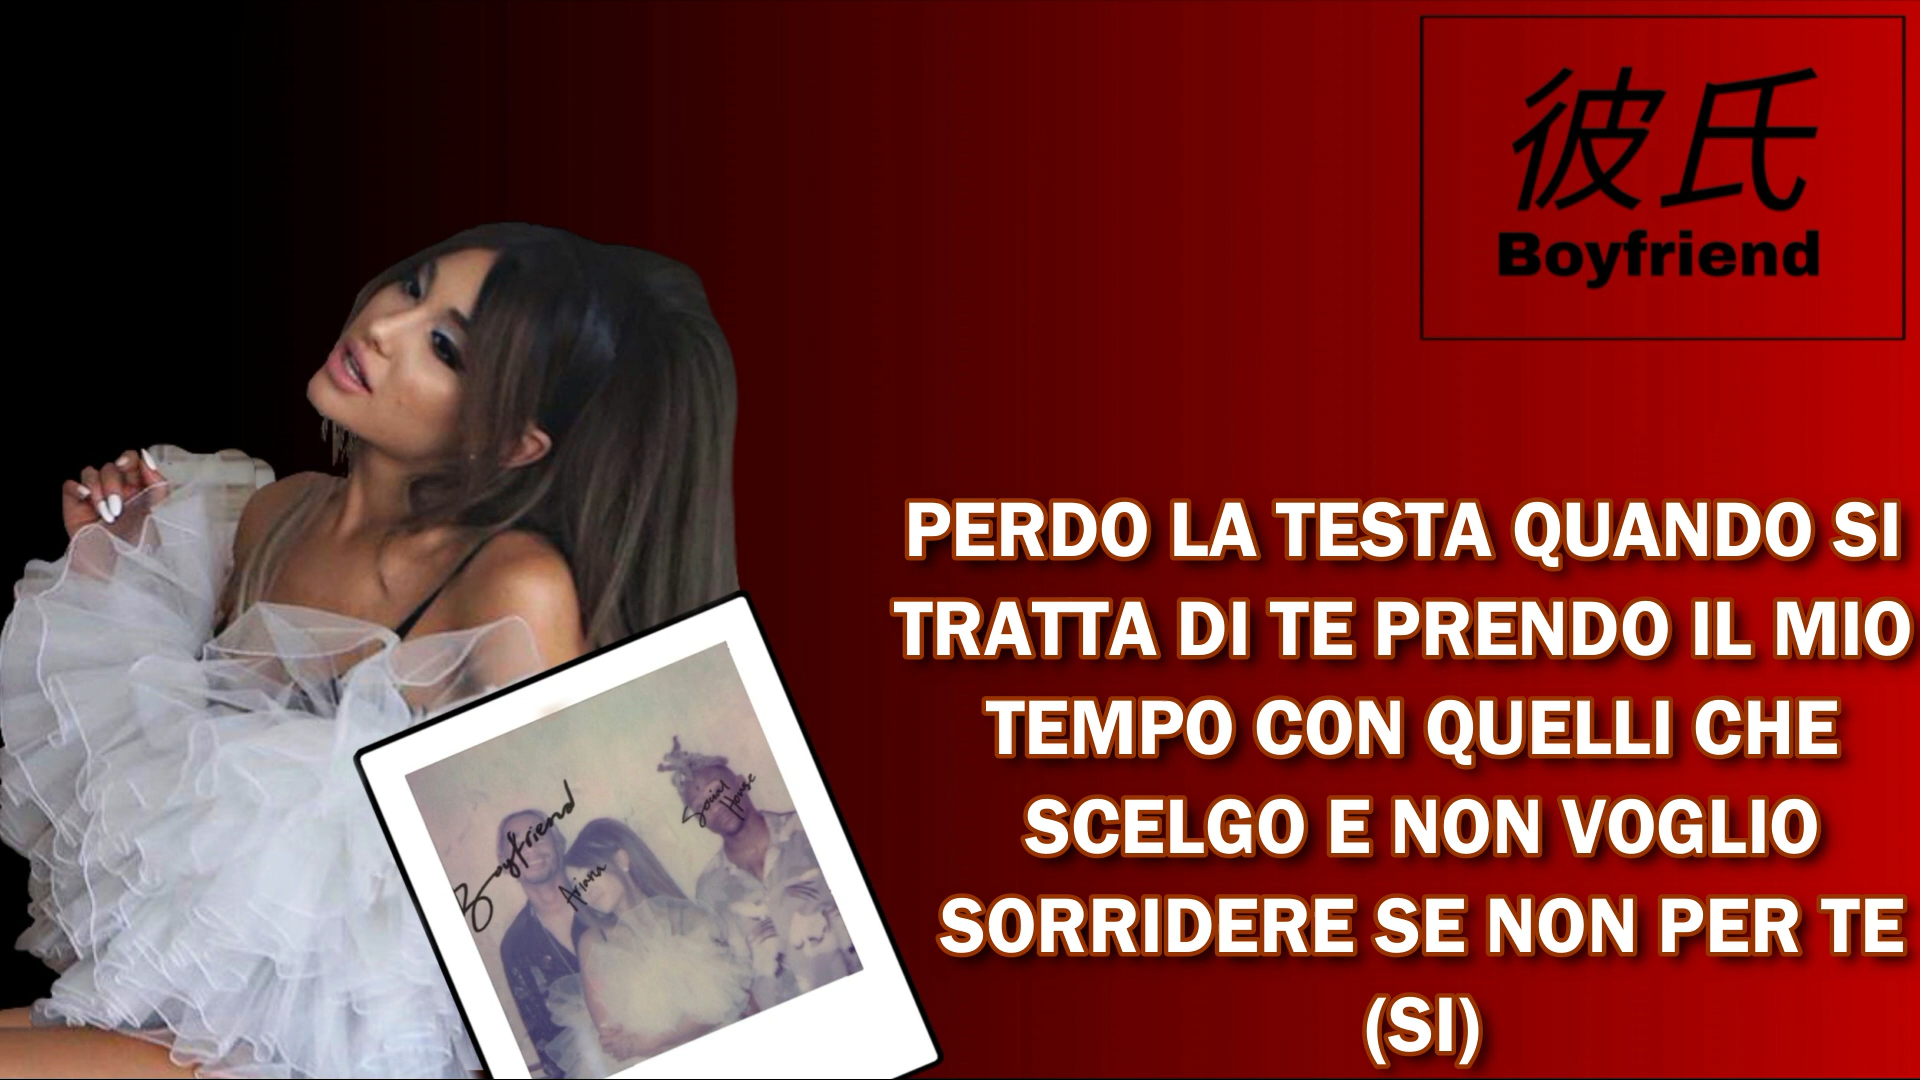 彼氏
Boyfriend
PERDO LA TESTA QUANDO SI
TRATTA DI TE PRENDO IL MIO
TEMPO CON QUELLI CHE
SCELGO E NON VOGLIO
SORRIDERE SE NON PER TE
(SI)
Boyfriend
Ariana
Social
House